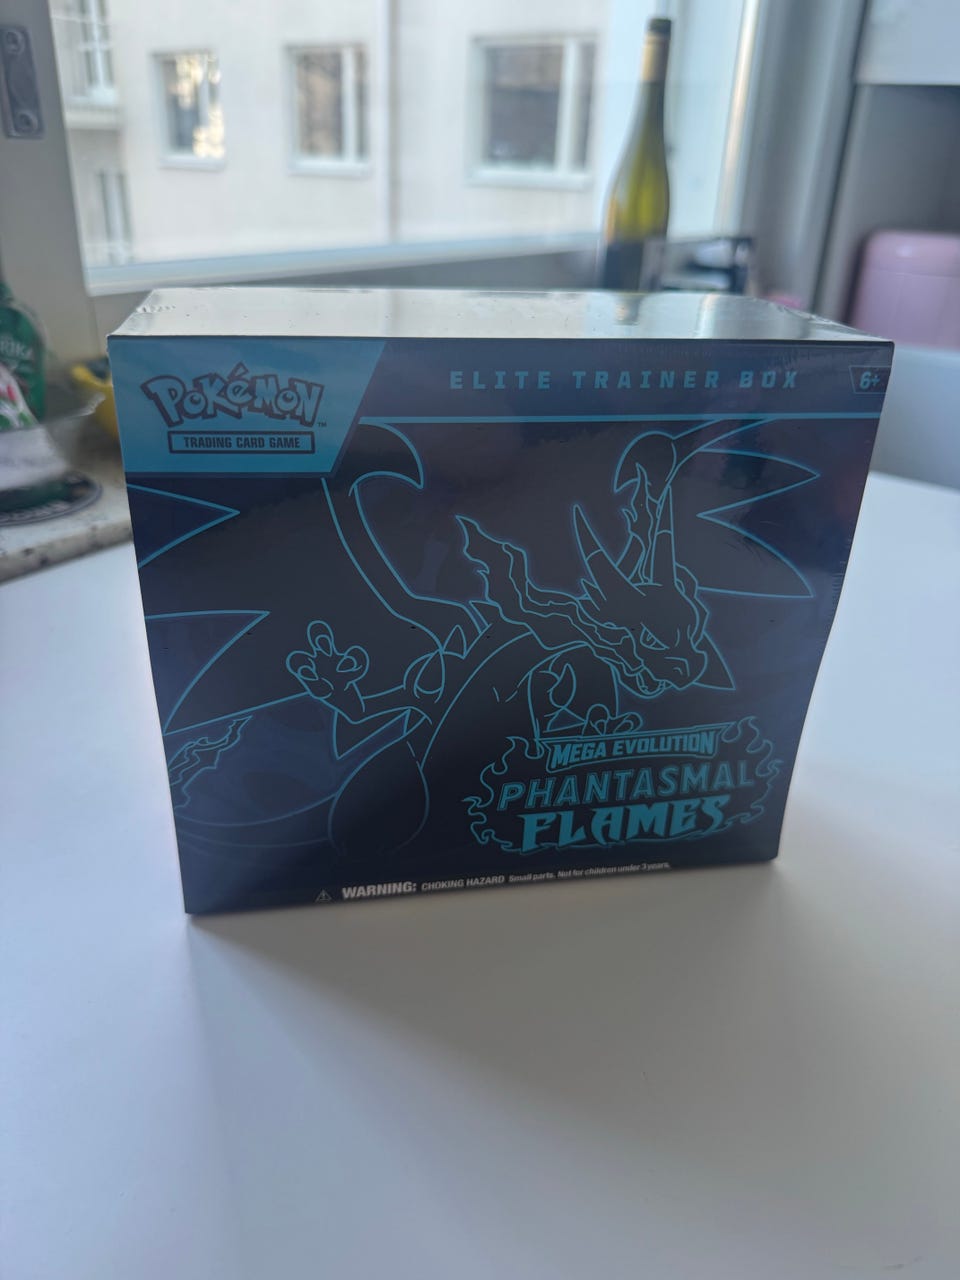 POKéMON™
TRADING CARD GAME
ELITE TRAINER BOX
6+
MEGA EVOLUTION
PHANTASMAL
FLAMES
WARNING: CHOKING HAZARD Small parts. Not for children under 3 years.